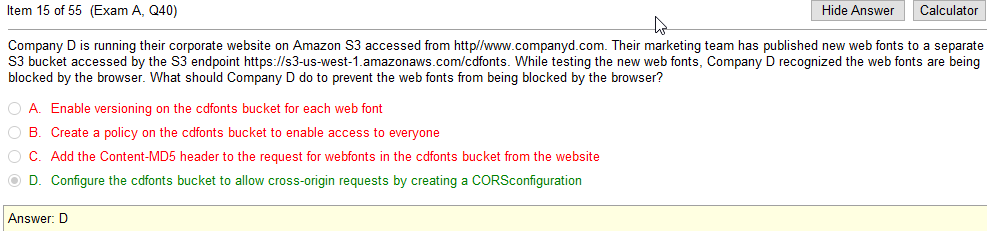 Item 15 of 55 (Exam A, Q40)
Hide Answer
Calculator
Company D is running their corporate website on Amazon S3 accessed from http//www.companyd.com. Their marketing team has published new web fonts to a separate
S3 bucket accessed by the S3 endpoint https://s3-us-west-1.amazonaws.com/cdfonts. While testing the new web fonts, Company D recognized the web fonts are being
blocked by the browser. What should Company D do to prevent the web fonts from being blocked by the browser?
A. Enable versioning on the cdfonts bucket for each web font
B. Create a policy on the cdfonts bucket to enable access to everyone
C. Add the Content-MD5 header to the request for webfonts in the cdfonts bucket from the website
D. Configure the cdfonts bucket to allow cross-origin requests by creating a CORSconfiguration
Answer: D